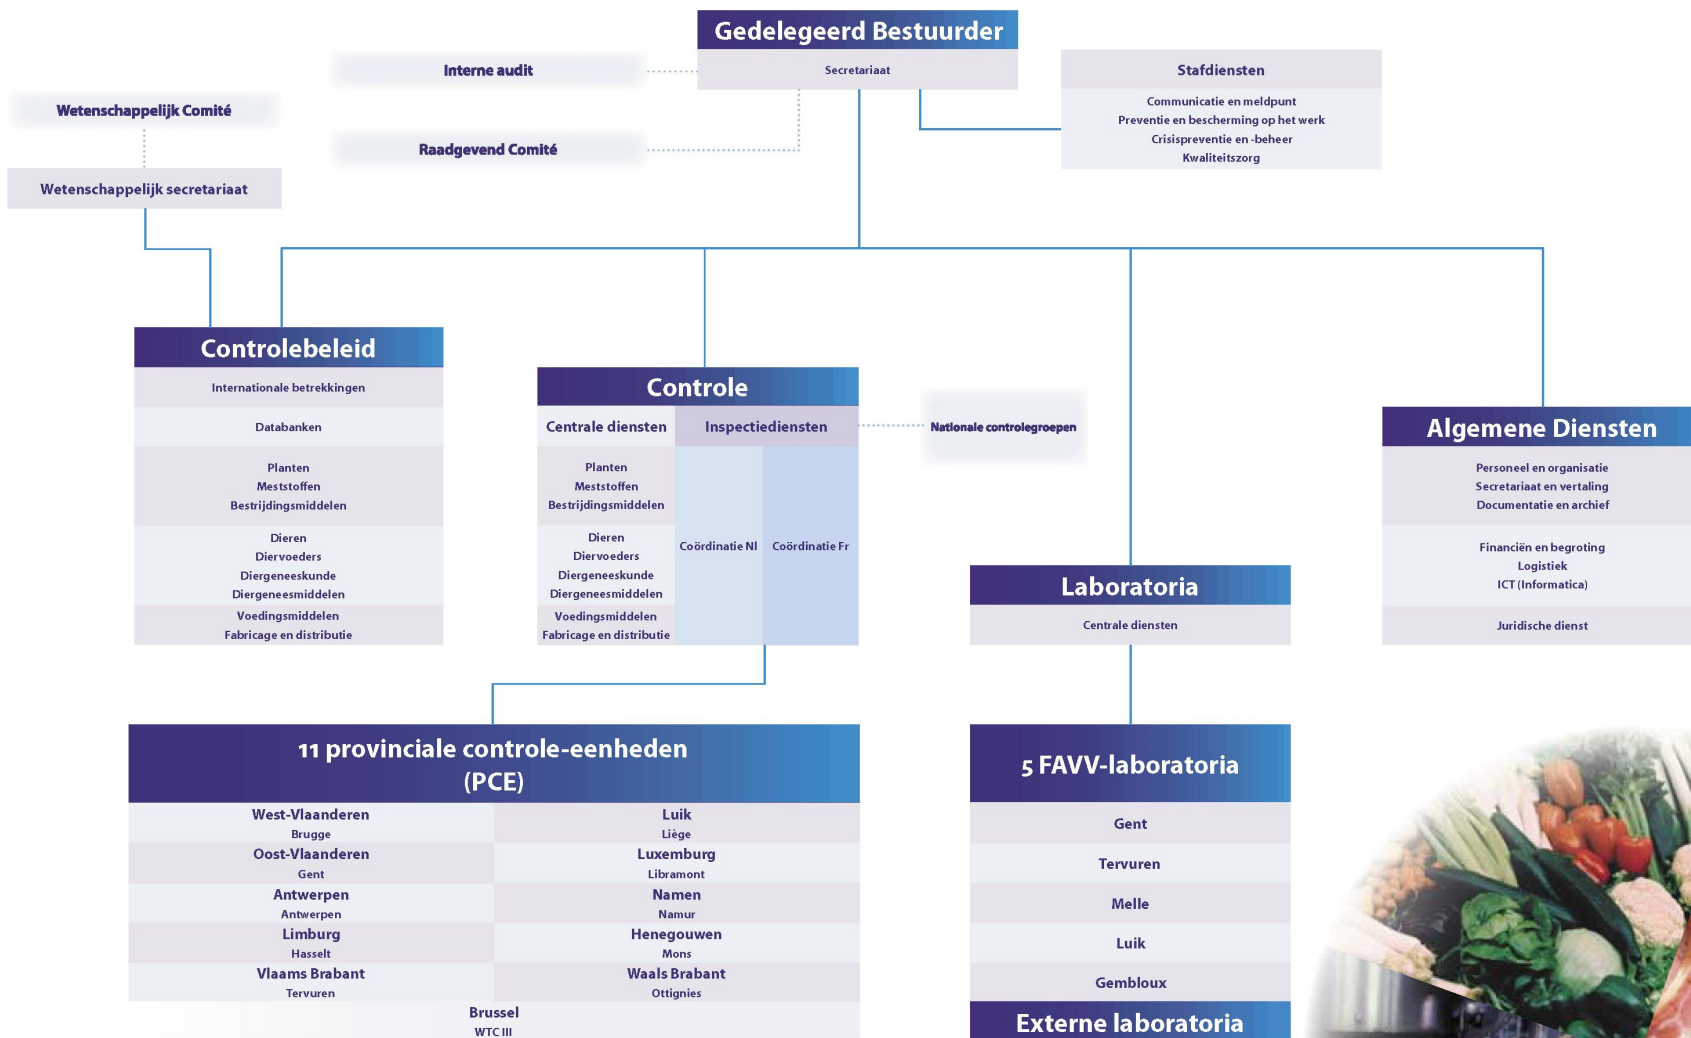 Gedelegeerd Bestuurder
Secretariaat
Interne audit
Raadgevend Comité
Stafdiensten
Communicatie en meldpunt
Preventie en bescherming op het werk
Crisispreventie en -beheer
Kwaliteitszorg
Wetenschappelijk Comité
Wetenschappelijk secretariaat
Controlebeleid
Internationale betrekkingen
Databanken
Planten
Meststoffen
Bestrijdingsmiddelen
Dieren
Diervoeders
Diergeneeskunde
Diergeneesmiddelen
Voedingsmiddelen
Fabricage en distributie
Controle
Centrale diensten
Inspectiediensten
Planten
Meststoffen
Bestrijdingsmiddelen
Dieren
Diervoeders
Diergeneeskunde
Diergeneesmiddelen
Voedingsmiddelen
Fabricage en distributie
Coördinatie Nl
Coördinatie Fr
Nationale controlegroepen
Laboratoria
Centrale diensten
Algemene Diensten
Personeel en organisatie
Secretariaat en vertaling
Documentatie en archief
Financiën en begroting
Logistiek
ICT (Informatica)
Juridische dienst
11 provinciale controle-eenheden
(PCE)
West-Vlaanderen
Brugge
Oost-Vlaanderen
Gent
Antwerpen
Antwerpen
Limburg
Hasselt
Vlaams Brabant
Tervuren
Luik
Liège
Luxemburg
Libramont
Namen
Namur
Henegouwen
Mons
Waals Brabant
Ottignies
Brussel
WTC III
5 FAVV-laboratoria
Gent
Tervuren
Melle
Luik
Gembloux
Externe laboratoria